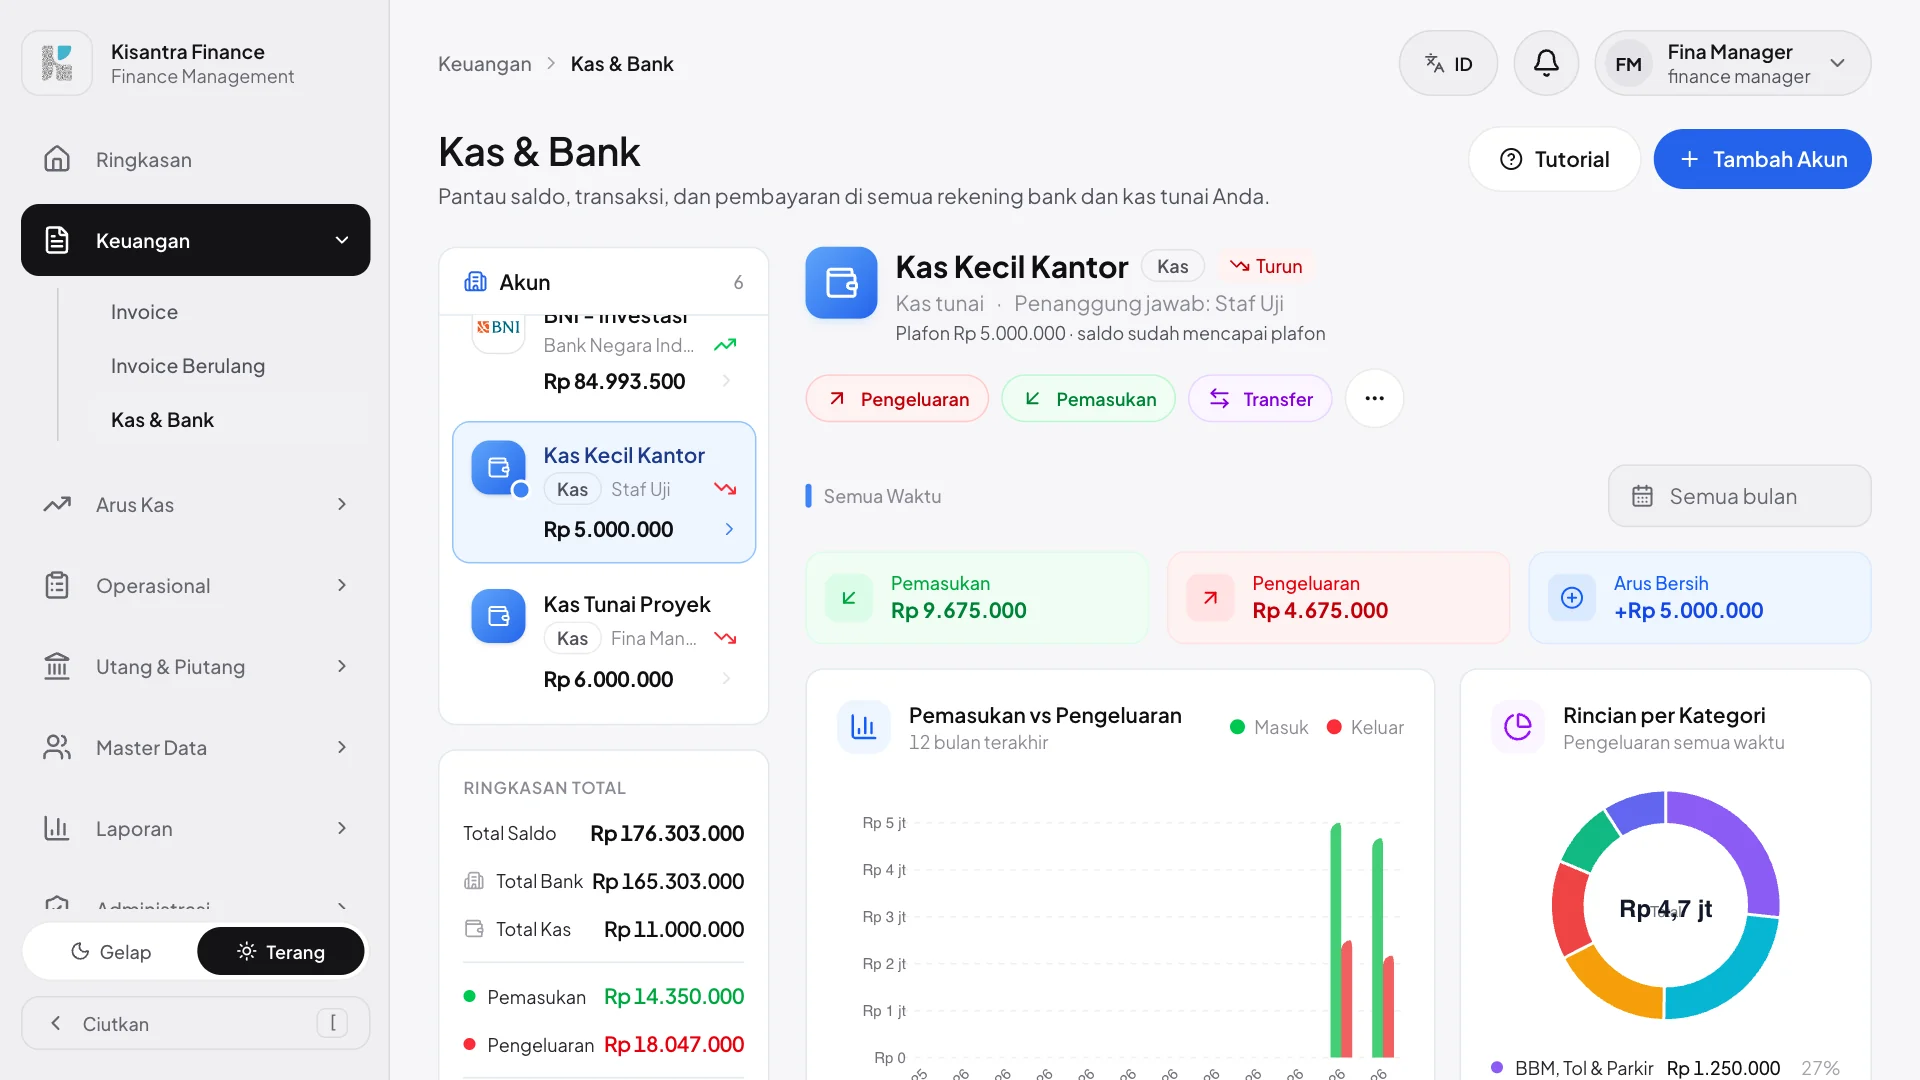 Kisantra Finance
Finance Management
Ringkasan
Keuangan
Invoice
Invoice Berulang
Kas & Bank
Arus Kas
Operasional
Utang & Piutang
Master Data
Laporan
Administrasi
Gelap
Terang
Ciutkan
[
Keuangan > Kas & Bank
ID
FM
Fina Manager
finance manager
Kas & Bank
Pantau saldo, transaksi, dan pembayaran di semua rekening bank dan kas tunai Anda.
Tutorial
+ Tambah Akun
Akun
6
BNI
BNI - Investasi
Bank Negara Ind...
Rp 84.993.500
Kas Kecil Kantor
Kas
Staf Uji
Rp 5.000.000
Kas Tunai Proyek
Kas
Fina Man...
Rp 6.000.000
RINGKASAN TOTAL
Total Saldo Rp 176.303.000
Total Bank Rp 165.303.000
Total Kas Rp 11.000.000
Pemasukan Rp 14.350.000
Pengeluaran Rp 18.047.000
Kas Kecil Kantor
Kas
Turun
Kas tunai · Penanggung jawab: Staf Uji
Plafon Rp 5.000.000 · saldo sudah mencapai plafon
Pengeluaran
Pemasukan
Transfer
Semua Waktu
Semua bulan
Pemasukan
Rp 9.675.000
Pengeluaran
Rp 4.675.000
Arus Bersih
+Rp 5.000.000
Pemasukan vs Pengeluaran
12 bulan terakhir
Masuk
Keluar
Rp 5 jt
Rp 4 jt
Rp 3 jt
Rp 2 jt
Rp 1 jt
Rp 0
Rincian per Kategori
Pengeluaran semua waktu
Rp 4,7 jt
Total
BBM, Tol & Parkir Rp 1.250.000 27%